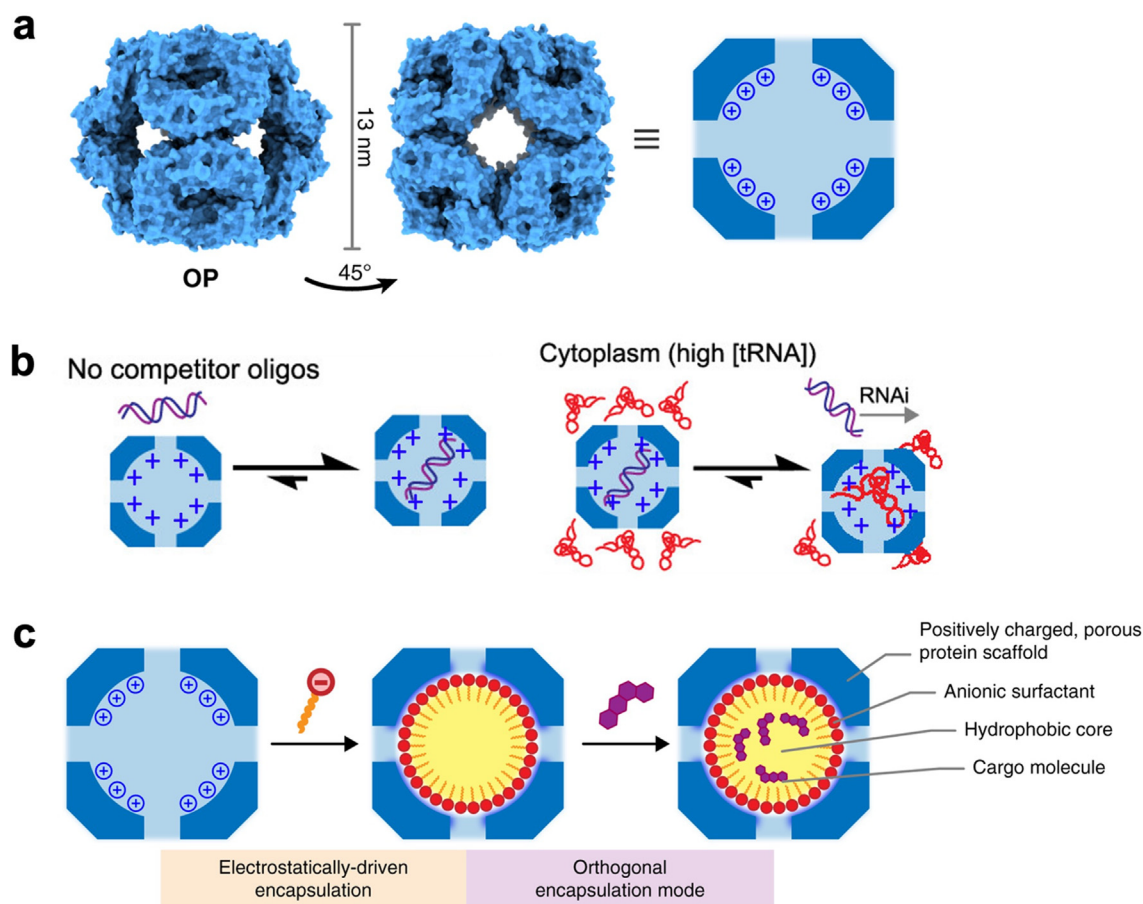 a
13 nm
≡
OP
45°
b
No competitor oligos
Cytoplasm (high [tRNA])
RNAi
c
Positively charged, porous
protein scaffold
Anionic surfactant
Hydrophobic core
Cargo molecule
Electrostatically-driven
encapsulation
Orthogonal
encapsulation mode